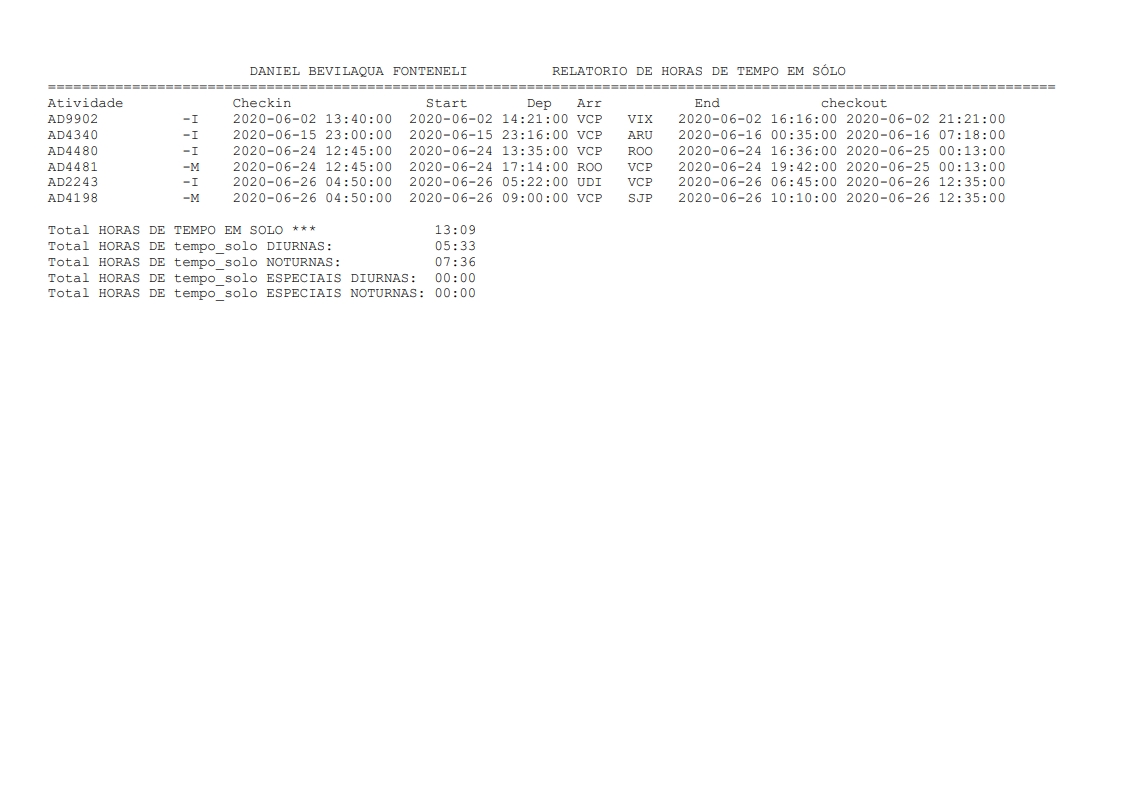 DANIEL BEVILAQUA FONTENELI          RELATORIO DE HORAS DE TEMPO EM SÓLO
========================================================================================================================
Atividade             Checkin                Start       Dep   Arr           End            checkout
AD9902          -I    2020-06-02 13:40:00  2020-06-02 14:21:00 VCP   VIX   2020-06-02 16:16:00 2020-06-02 21:21:00
AD4340          -I    2020-06-15 23:00:00  2020-06-15 23:16:00 VCP   ARU   2020-06-16 00:35:00 2020-06-16 07:18:00
AD4480          -I    2020-06-24 12:45:00  2020-06-24 13:35:00 VCP   ROO   2020-06-24 16:36:00 2020-06-25 00:13:00
AD4481          -M    2020-06-24 12:45:00  2020-06-24 17:14:00 ROO   VCP   2020-06-24 19:42:00 2020-06-25 00:13:00
AD2243          -I    2020-06-26 04:50:00  2020-06-26 05:22:00 UDI   VCP   2020-06-26 06:45:00 2020-06-26 12:35:00
AD4198          -M    2020-06-26 04:50:00  2020-06-26 09:00:00 VCP   SJP   2020-06-26 10:10:00 2020-06-26 12:35:00
Total HORAS DE TEMPO EM SOLO ***              13:09
Total HORAS DE tempo_solo DIURNAS:            05:33
Total HORAS DE tempo_solo NOTURNAS:           07:36
Total HORAS DE tempo_solo ESPECIAIS DIURNAS:  00:00
Total HORAS DE tempo_solo ESPECIAIS NOTURNAS: 00:00